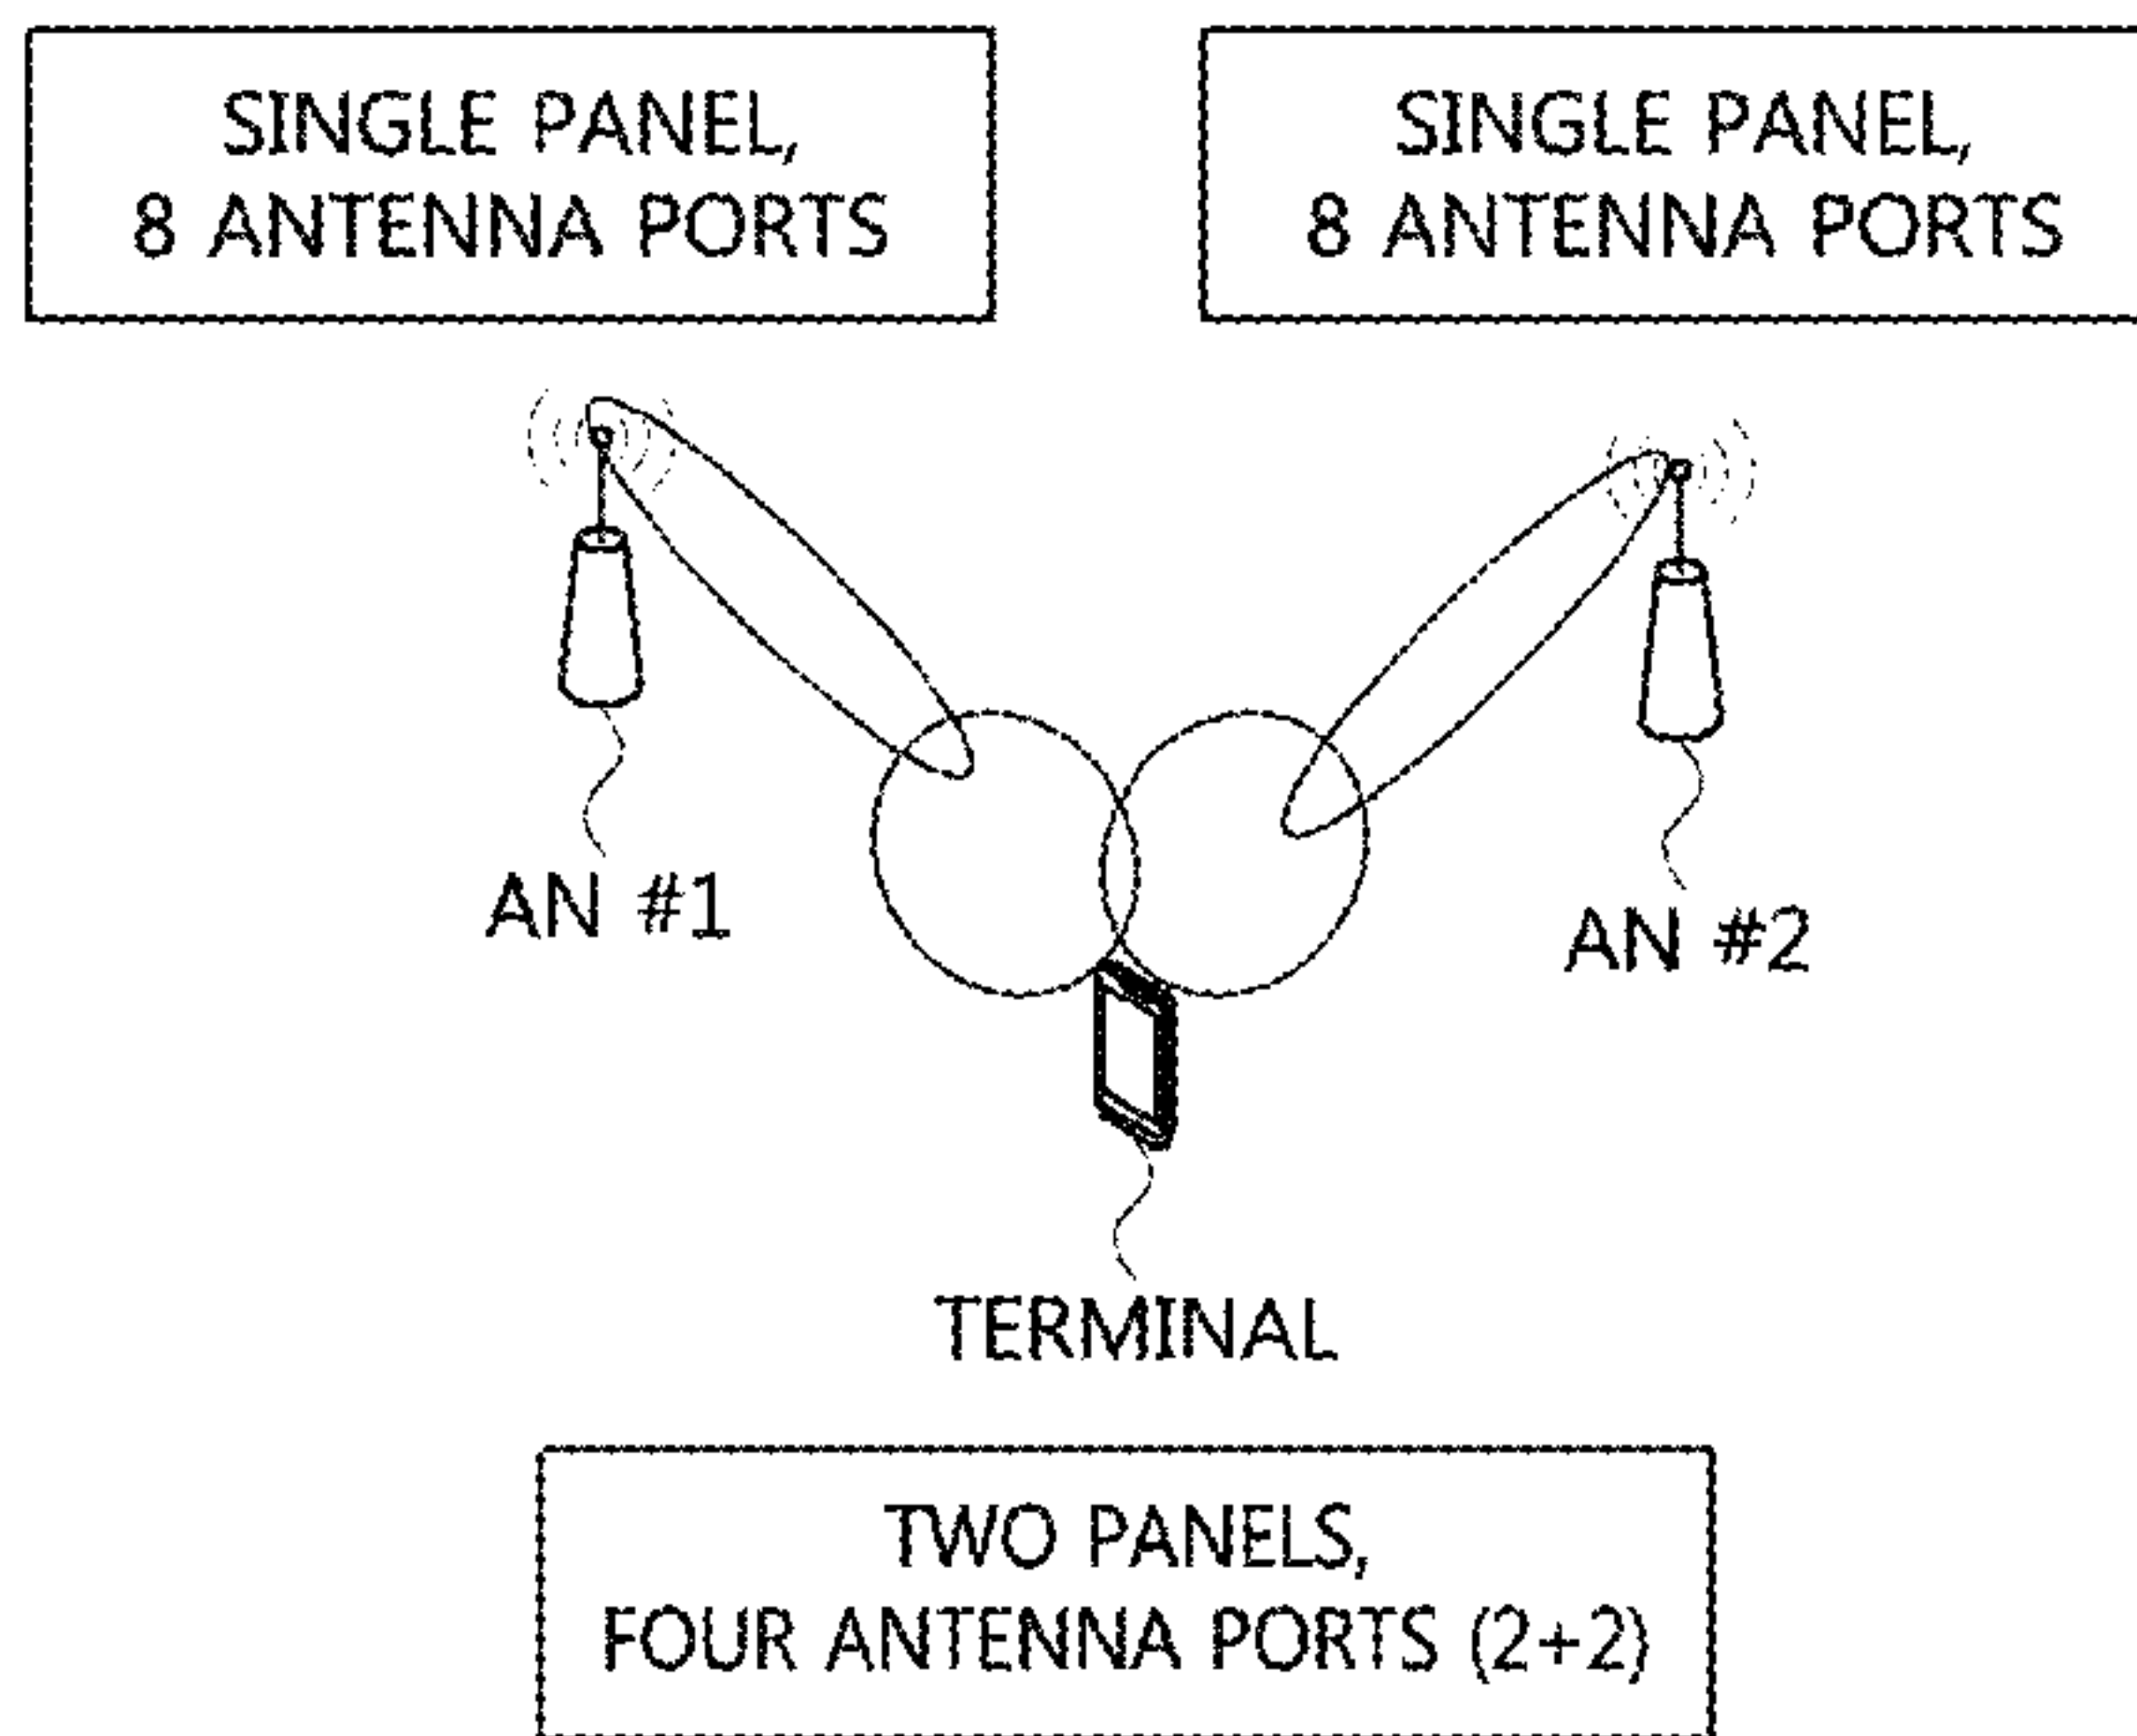 SINGLE PANEL,
8 ANTENNA PORTS
SINGLE PANEL,
8 ANTENNA PORTS
AN #1
AN #2
TERMINAL
TWO PANELS,
FOUR ANTENNA PORTS (2+2)